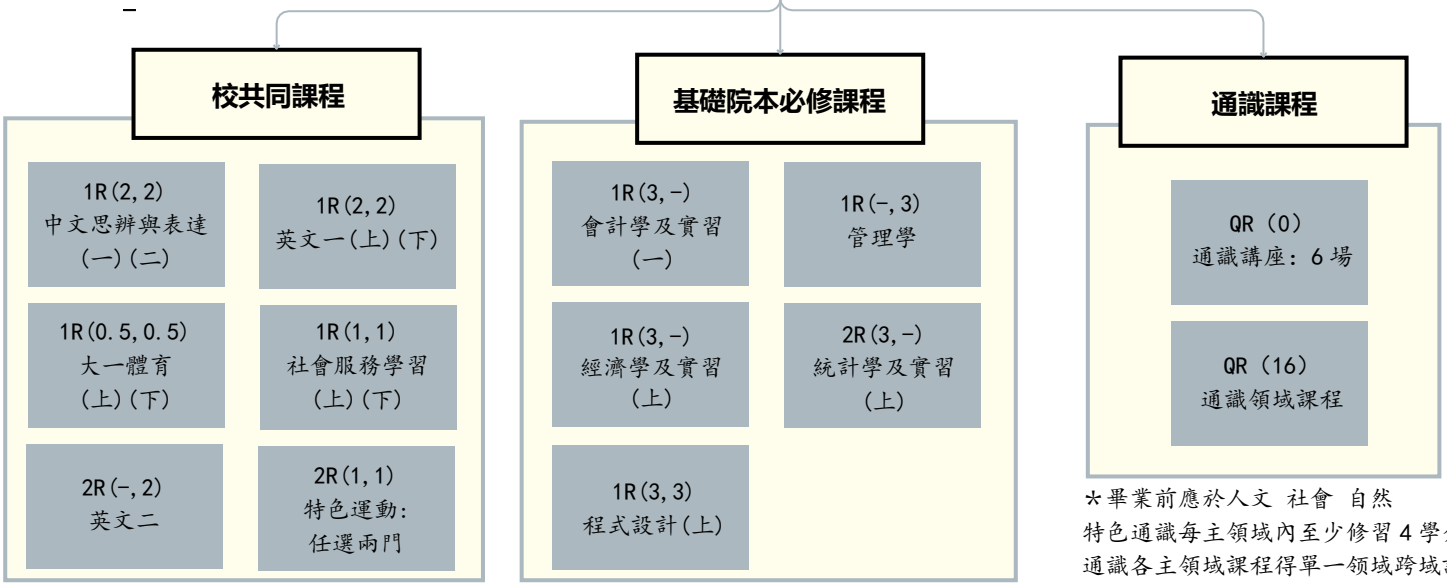 校共同課程
1R(2,2)
中文思辨與表達
(一)(二)
1R(2,2)
英文一(上)(下)
1R(0.5,0.5)
大一體育
(上)(下)
1R(1,1)
社會服務學習
(上)(下)
2R(-,2)
英文二
2R(1,1)
特色運動:
任選兩門
基礎院本必修課程
1R(3,-)
會計學及實習
(一)
1R(-,3)
管理學
1R(3,-)
經濟學及實習
(上)
2R(3,-)
統計學及實習
(上)
1R(3,3)
程式設計(上)
通識課程
QR (0)
通識講座: 6 場
QR (16)
通識領域課程
*畢業前應於人文 社會 自然
特色通識每主領域內至少修習 4 學
通識各主領域課程得單一领域跨域